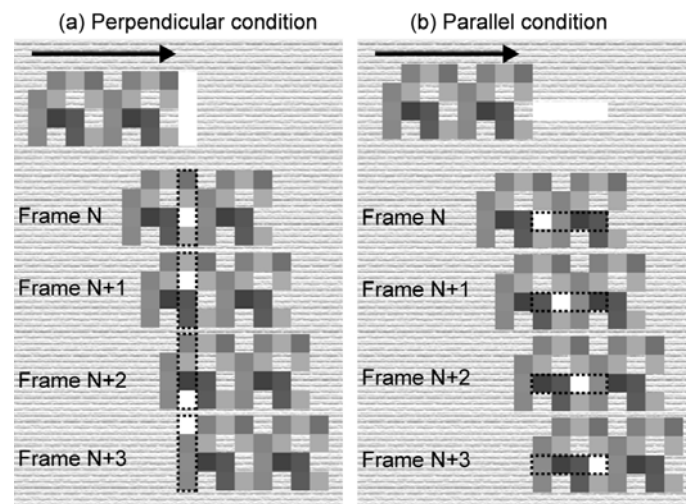 (a) Perpendicular condition
Frame N
Frame N+1
Frame N+2
Frame N+3
(b) Parallel condition
Frame N
Frame N+1
Frame N+2
Frame N+3